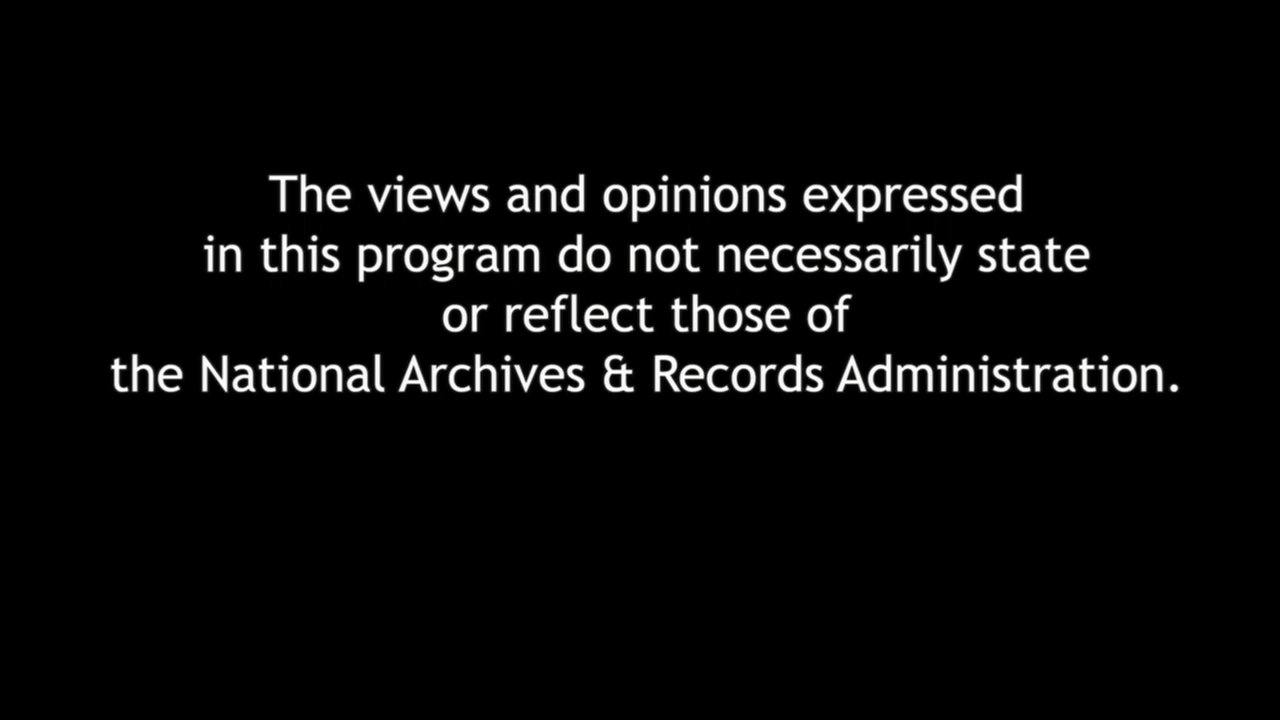 The views and opinions expressed
in this program do not necessarily state
or reflect those of
the National Archives & Records Administration.